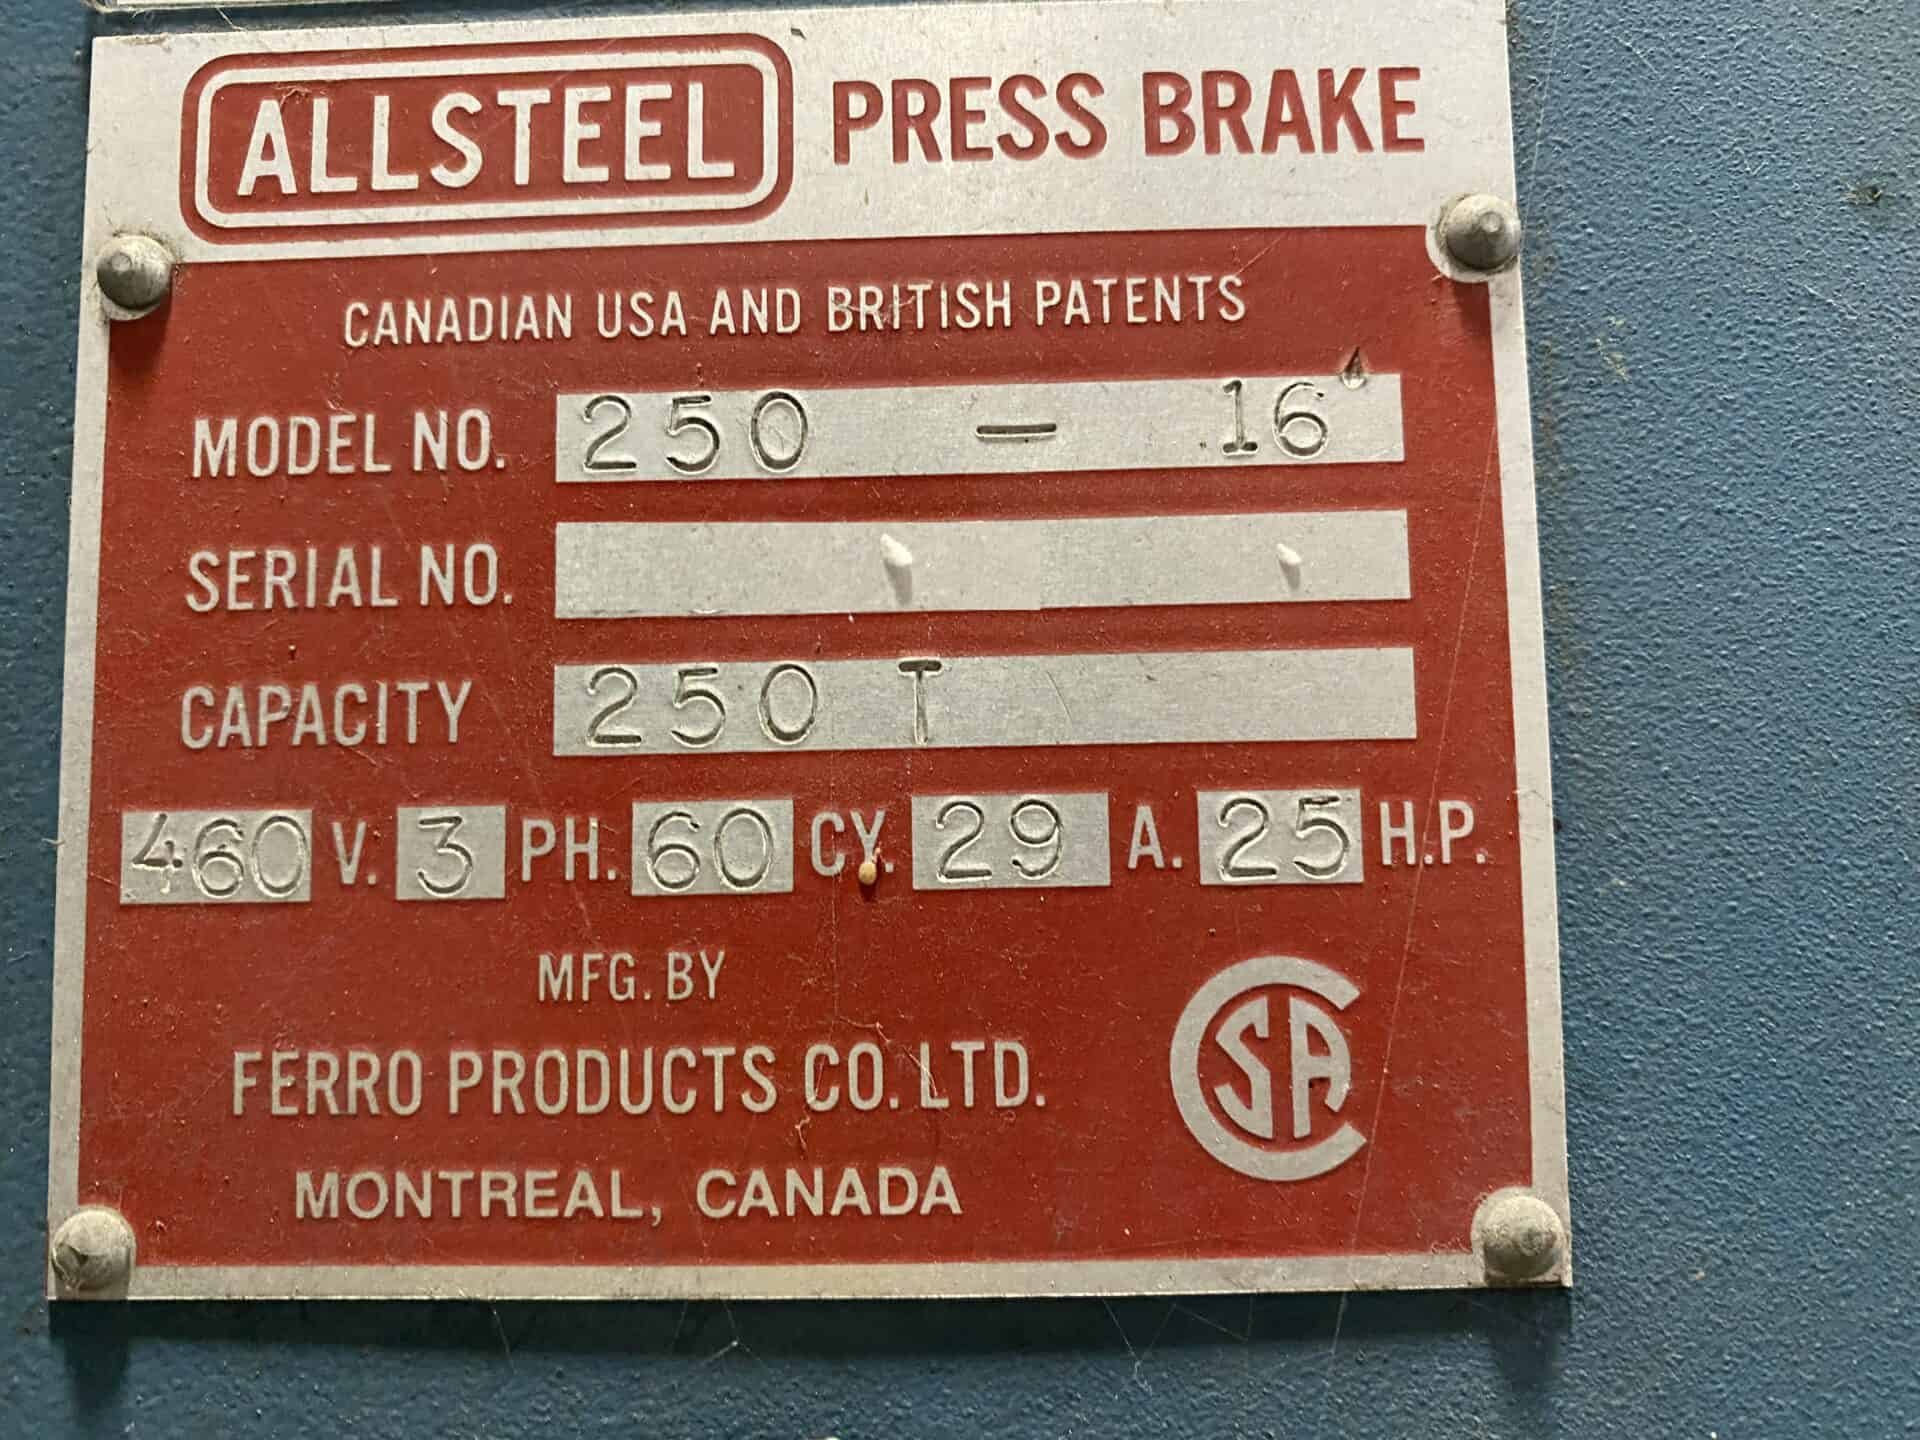 ALLSTEEL PRESS BRAKE
CANADIAN USA AND BRITISH PATENTS
MODEL NO. 250 — 16'
SERIAL NO.
CAPACITY 250 T
460 V. 3 PH. 60 CY. 29 A. 25 H.P.
MFG. BY
FERRO PRODUCTS CO. LTD.
MONTREAL, CANADA
CSA